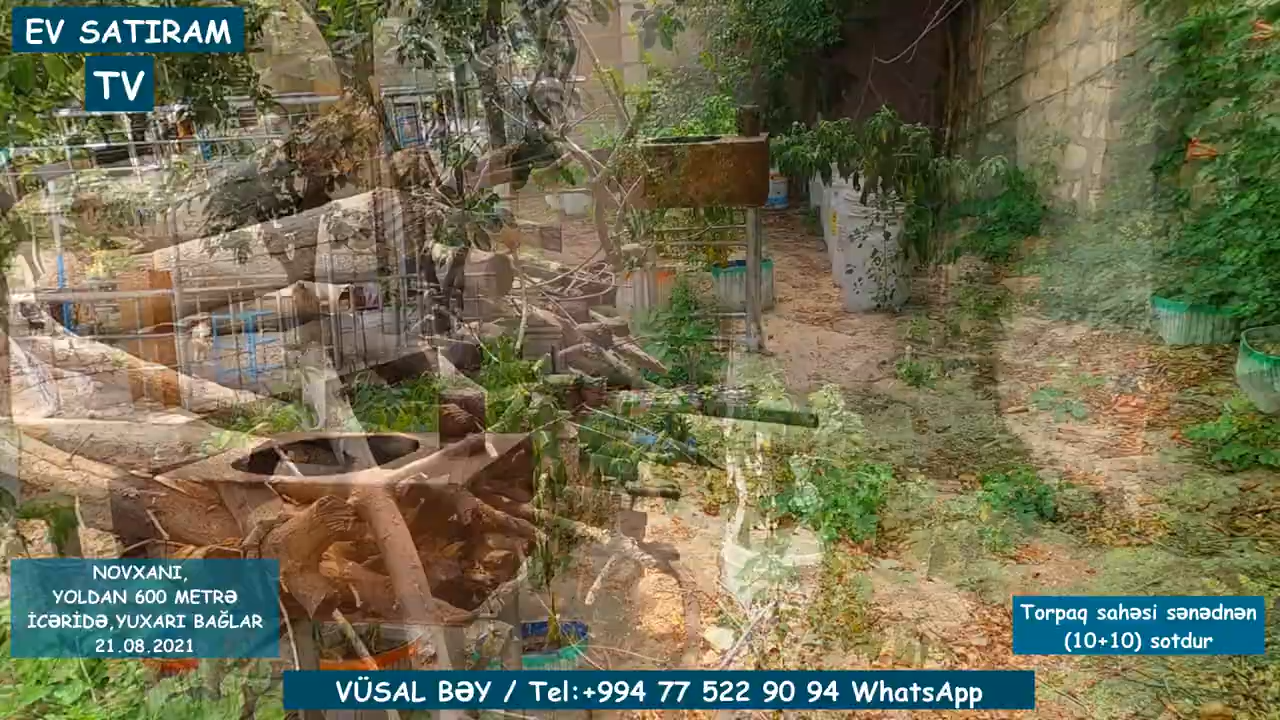 EV SATIRAM
TV
NOVXANI,
YOLDAN 600 METRƏ
İCƏRİDƏ,YUXARI BAĞLAR
21.08.2021
Torpaq sahəsi sənədnən
(10+10) sotdur
VÜSAL BƏY / Tel:+994 77 522 90 94 WhatsApp